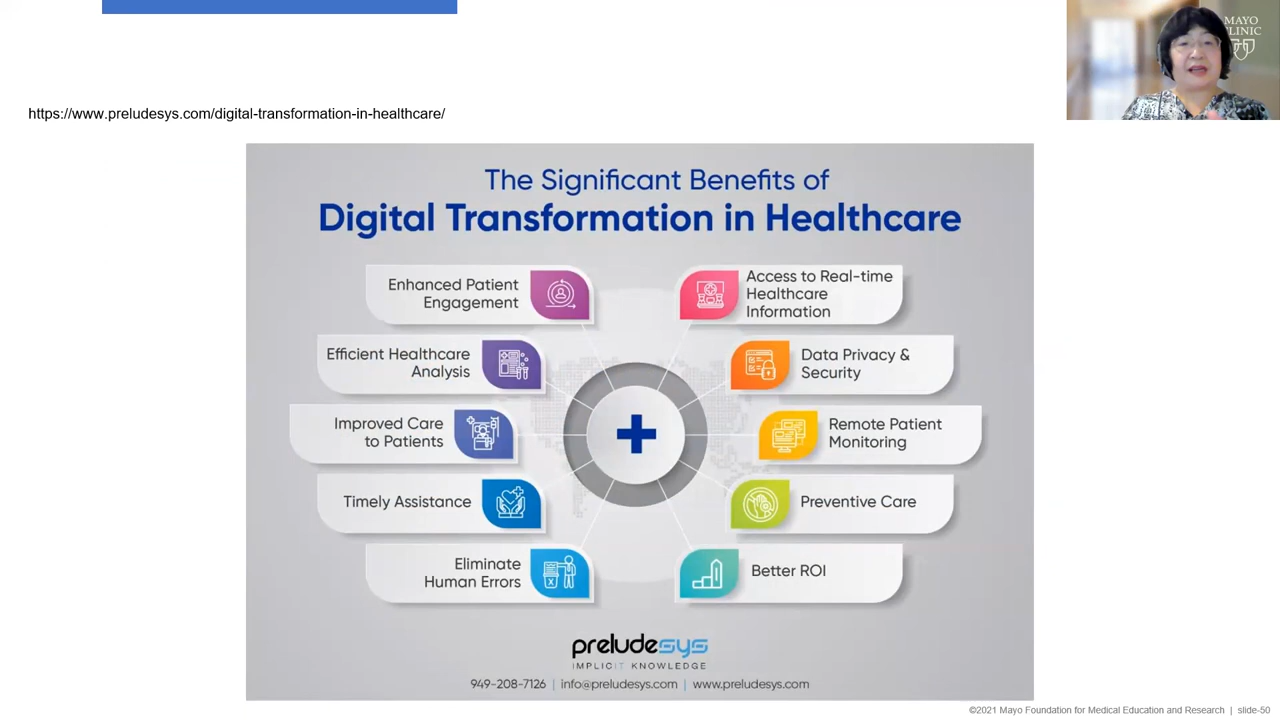 MAYO
CLINIC
https://www.preludesys.com/digital-transformation-in-healthcare/
The Significant Benefits of
Digital Transformation in Healthcare
Enhanced Patient
Engagement
Efficient Healthcare
Analysis
Improved Care
to Patients
Timely Assistance
Eliminate
Human Errors
Access to Real-time
Healthcare
Information
Data Privacy &
Security
Remote Patient
Monitoring
Preventive Care
Better ROI
preludesys
IMPLICIT KNOWLEDGE
949-208-7126 | info@preludesys.com | www.preludesys.com
©2021 Mayo Foundation for Medical Education and Research | slide-50